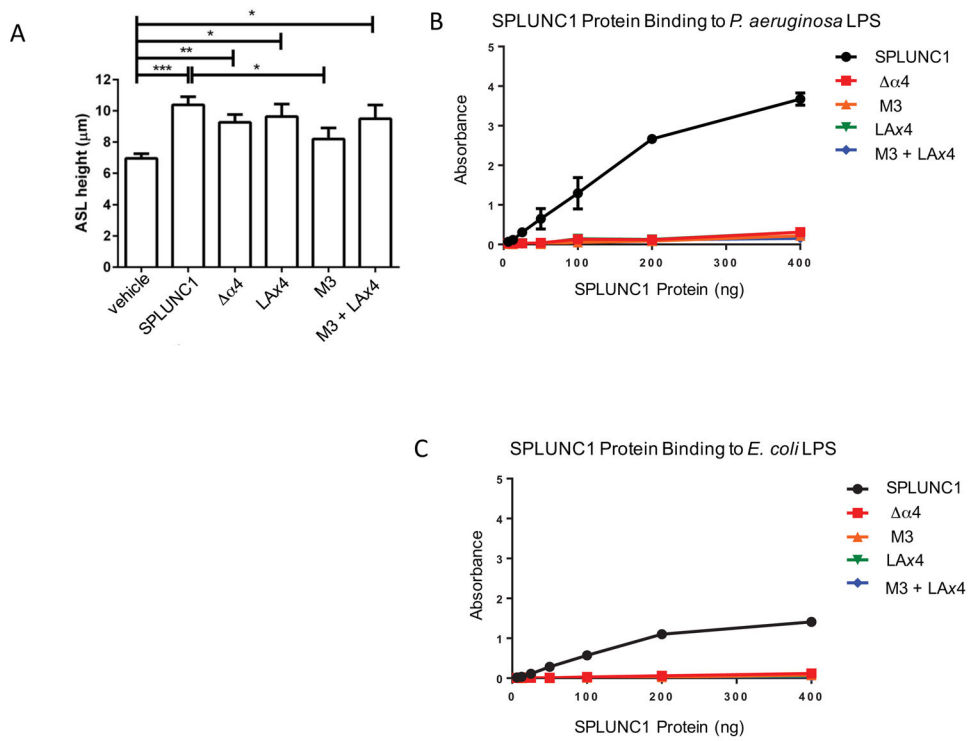 A
*
*
**
***
*
12
10
8
6
4
2
0
ASL height (μm)
vehicle
SPLUNC1
Δα4
LAx4
M3
M3 + LAx4
B
SPLUNC1 Protein Binding to P. aeruginosa LPS
5
4
3
2
1
0
Absorbance
0
100
200
300
400
SPLUNC1 Protein (ng)
SPLUNC1
Δα4
M3
LAx4
M3 + LAx4
C
SPLUNC1 Protein Binding to E. coli LPS
5
4
3
2
1
0
Absorbance
0
100
200
300
400
SPLUNC1 Protein (ng)
SPLUNC1
Δα4
M3
LAx4
M3 + LAx4